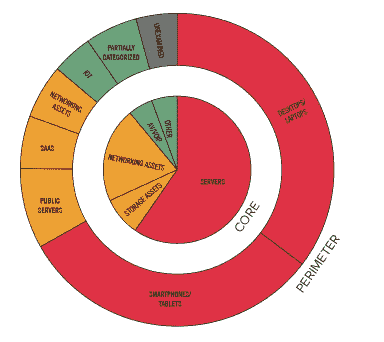 UNEXAMINED
PARTIALLY
CATEGORIZED
IOT
NETWORKING
ASSETS
SAAS
PUBLIC
SERVERS
DESKTOPS/
LAPTOPS
SMARTPHONES/
TABLETS
OTHER
NETWORKING ASSETS
STORAGE ASSETS
SERVERS
CORE
PERIMETER